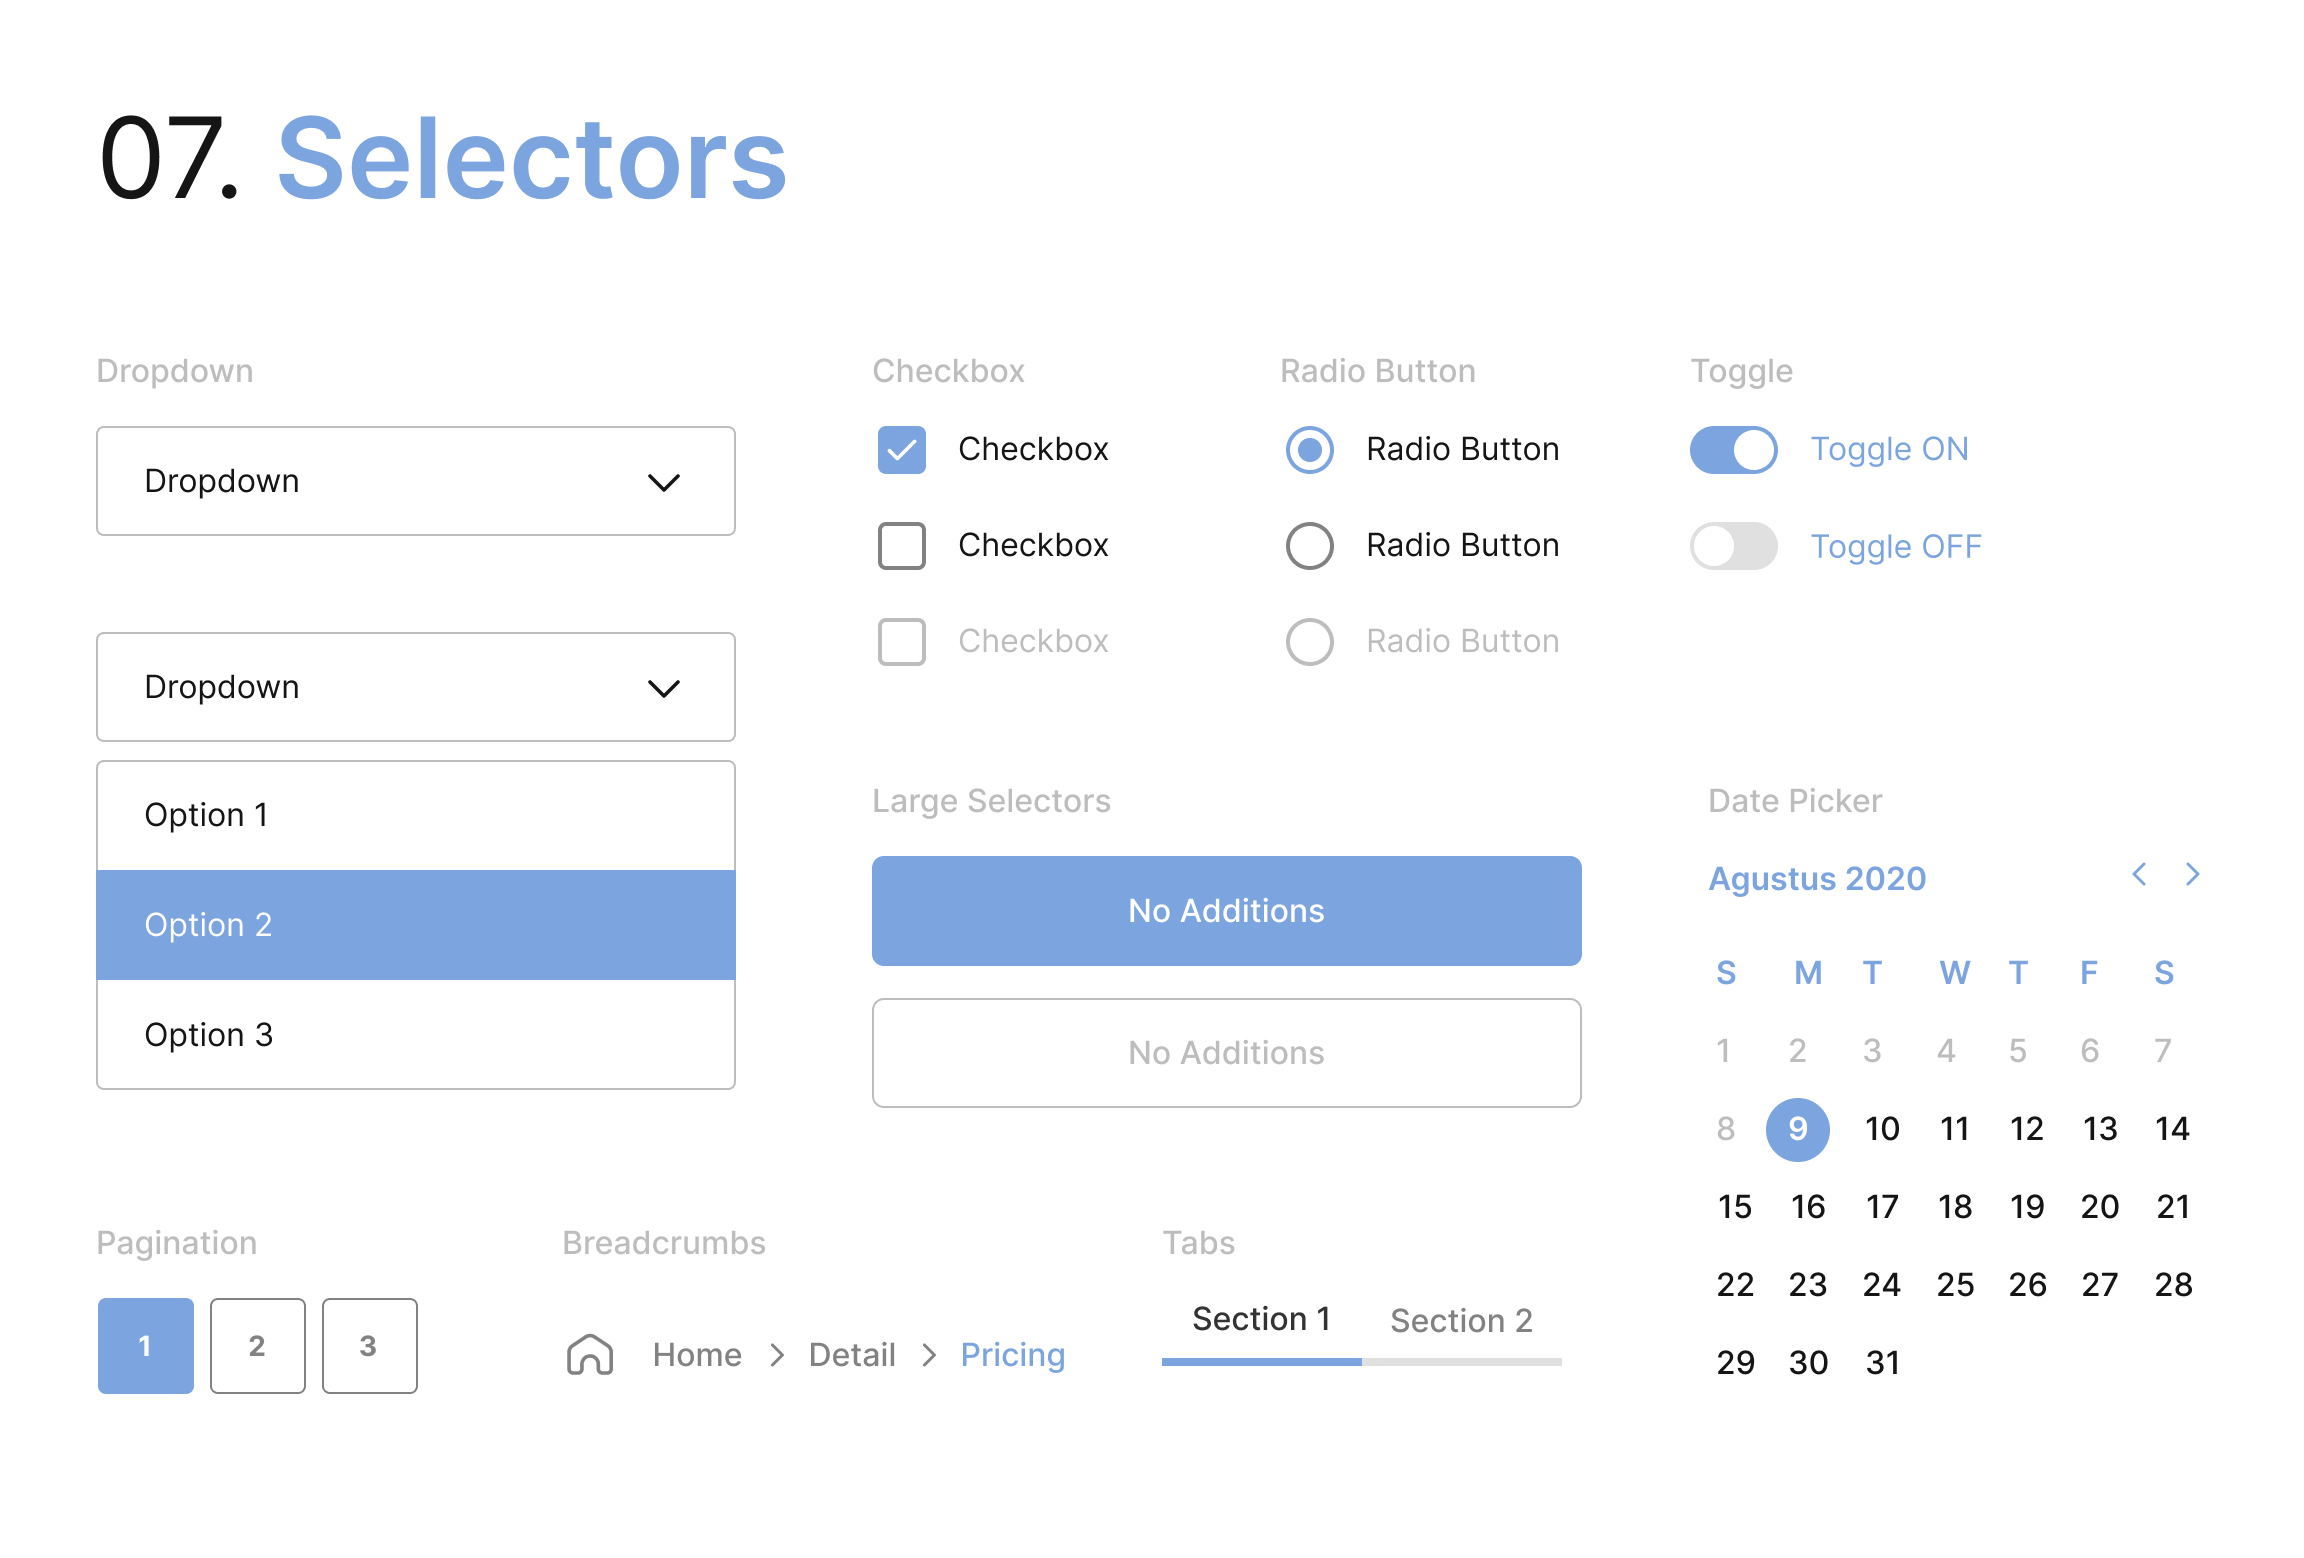 07. Selectors
Dropdown
Dropdown
Dropdown
Option 1
Option 2
Option 3
Checkbox
Checkbox
Checkbox
Checkbox
Radio Button
Radio Button
Radio Button
Radio Button
Toggle
Toggle ON
Toggle OFF
Large Selectors
No Additions
No Additions
Date Picker
Agustus 2020
S M T W T F S
1 2 3 4 5 6 7
8 9 10 11 12 13 14
15 16 17 18 19 20 21
22 23 24 25 26 27 28
29 30 31
Pagination
1 2 3
Breadcrumbs
Home > Detail > Pricing
Tabs
Section 1 Section 2